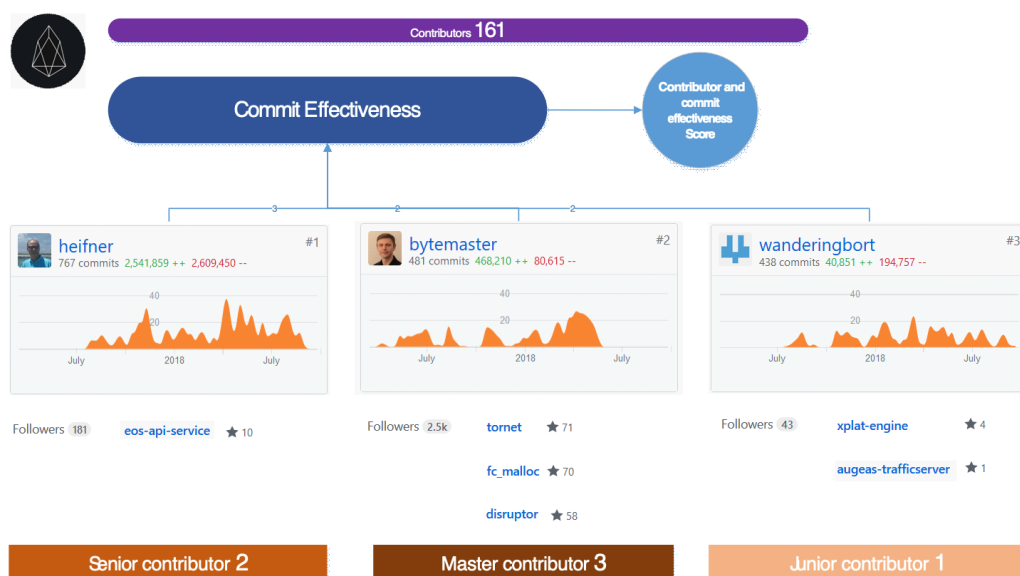 Contributors 161
Commit Effectiveness
Contributor and
commit
effectiveness
Score
3
2
2
heifner
#1
767 commits 2,541,859 ++ 2,609,450 --
40
20
July
2018
July
bytemaster
#2
481 commits 468,210 ++ 80,615 --
40
20
July
2018
July
wanderingbort
#3
438 commits 40,851 ++ 194,757 --
40
20
July
2018
July
Followers 181
eos-api-service ★ 10
Followers 2.5k
tornet ★ 71
fc_malloc ★ 70
disruptor ★ 58
Followers 43
xplat-engine ★ 4
augeas-trafficserver ★ 1
Senior contributor 2
Master contributor 3
Junior contributor 1